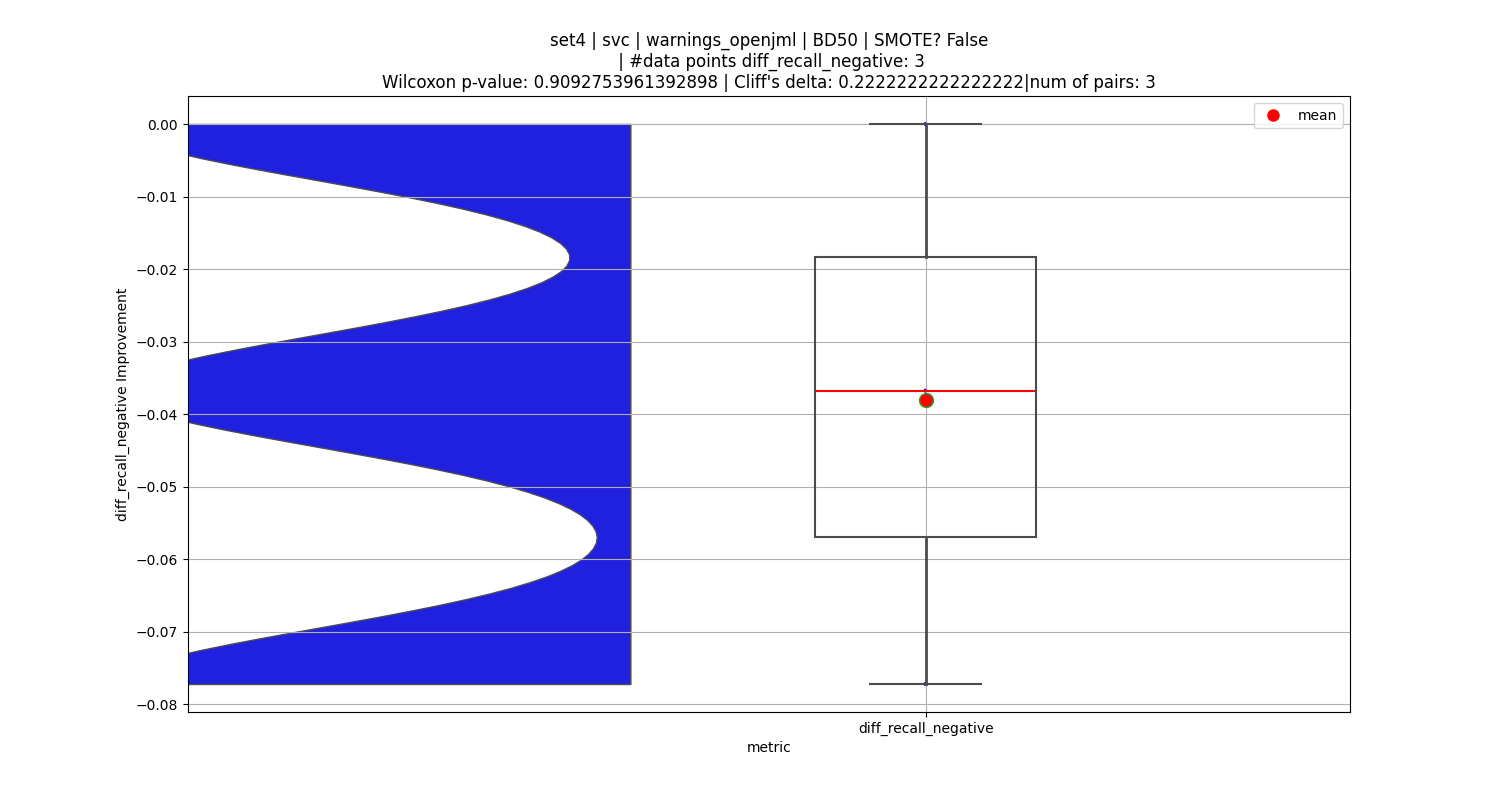 set4 | svc | warnings_openjml | BD50 | SMOTE? False
| #data points diff_recall_negative: 3
Wilcoxon p-value: 0.9092753961392898 | Cliff's delta: 0.2222222222222222|num of pairs: 3
mean
0.00
−0.01
−0.02
−0.03
−0.04
−0.05
−0.06
−0.07
−0.08
diff_recall_negative Improvement
diff_recall_negative
metric